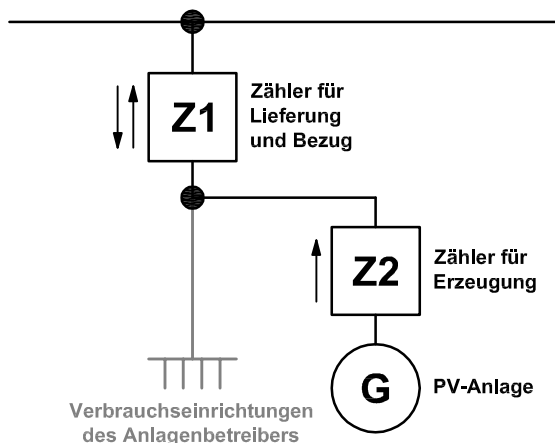 Z1
Zähler für
Lieferung
und Bezug
Z2
Zähler für
Erzeugung
G
PV-Anlage
Verbrauchseinrichtungen
des Anlagenbetreibers